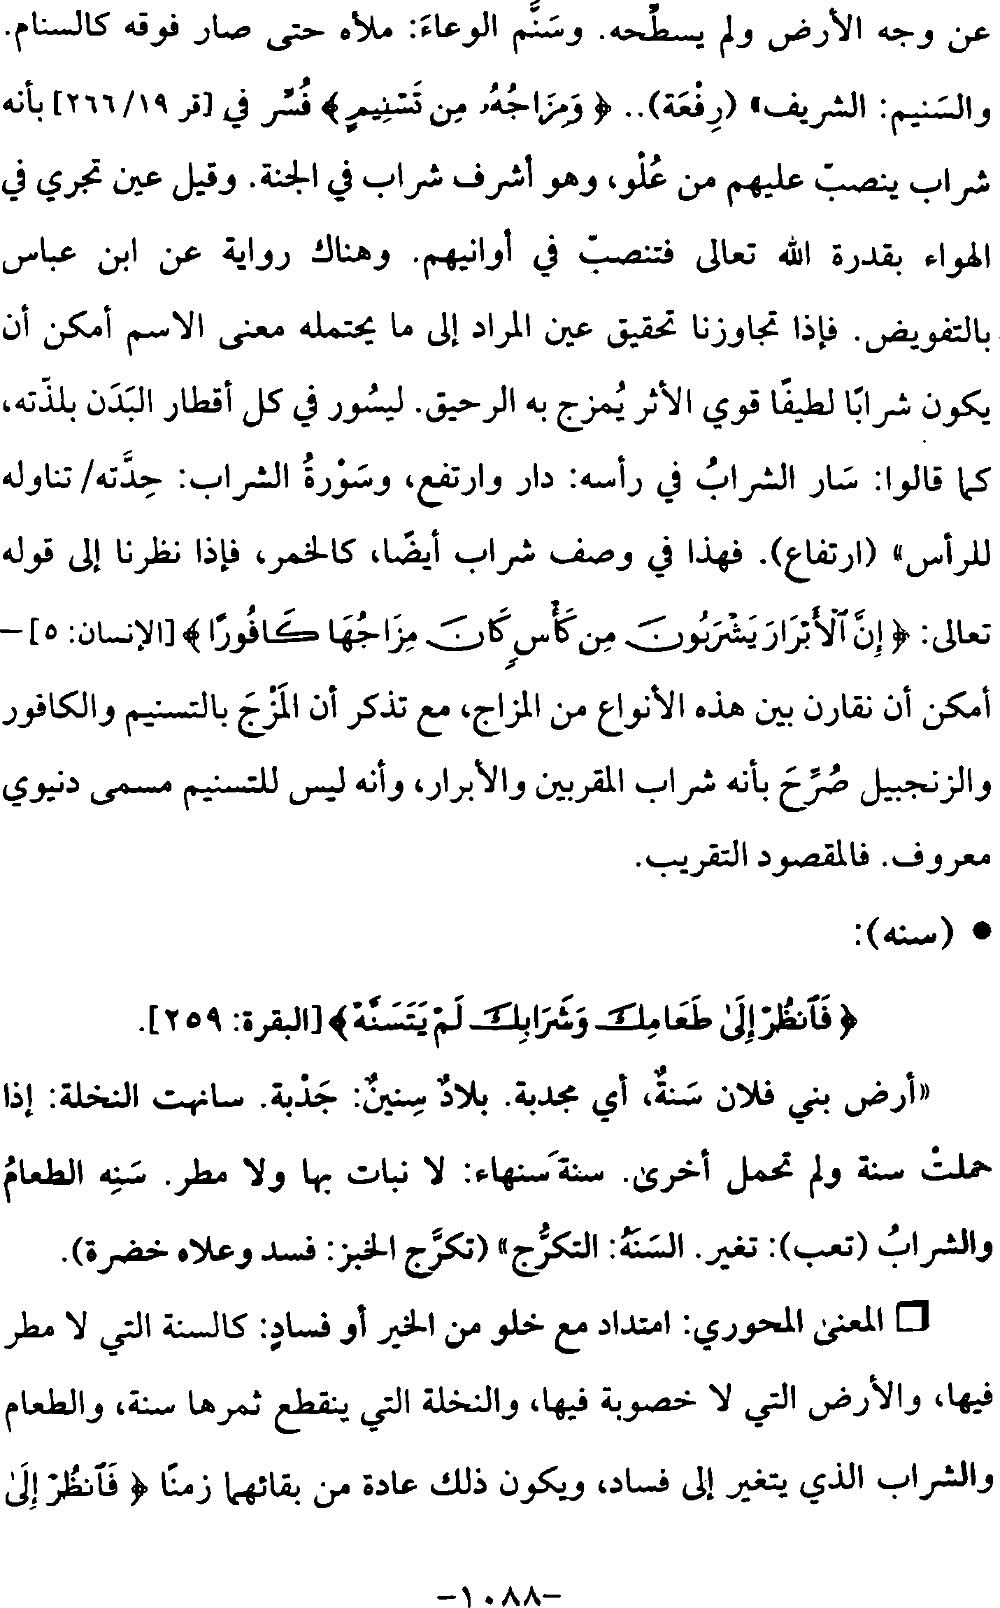 عن وجه الأرض ولم يسطِّحه. وسَنَّم الوعاءَ: ملأه حتى صار فوقه كالسنام.
والسَنيم: الشريف» (رِفْعَة).. ﴿ وَمِزَاجُهُۥ مِن تَسْنِيمٍ ﴾ فُسِّر في [قر ١٩/ ٢٦٦] بأنه
شراب ينصبّ عليهم من عُلْو، وهو أشرف شراب في الجنة. وقيل عين تجري في
الهواء بقدرة الله تعالى فتنصبّ في أوانيهم. وهناك رواية عن ابن عباس
بالتفويض. فإذا تجاوزنا تحقيق عين المراد إلى ما يحتمله معنى الاسم أمكن أن
يكون شرابًا لطيفًا قوي الأثر يُمزج به الرحيق. ليسُور في كل أقطار البَدَن بلذّته،
كما قالوا: سَار الشرابُ في رأسه: دار وارتفع، وسَوْرةُ الشراب: حِدَّته/ تناوله
للرأس» (ارتفاع). فهذا في وصف شراب أيضًا، كالخمر، فإذا نظرنا إلى قوله
تعالى: ﴿ إِنَّ ٱلْأَبْرَارَ يَشْرَبُونَ مِن كَأْسٍ كَانَ مِزَاجُهَا كَافُورًا ﴾ [الإنسان: ٥] –
أمكن أن نقارن بين هذه الأنواع من المزاج، مع تذكر أن المَزْجَ بالتسنيم والكافور
والزنجبيل صُرِّحَ بأنه شراب المقربين والأبرار، وأنه ليس للتسنيم مسمى دنيوي
معروف. فالمقصود التقريب.
• (سنه):
﴿ فَٱنظُرْ إِلَىٰ طَعَامِكَ وَشَرَابِكَ لَمْ يَتَسَنَّهْ ﴾ [البقرة: ٢٥٩].
«أرض بني فلان سَنةٌ، أي مجدبة. بلادٌ سِنينٌ: جَدْبة. سانهت النخلة: إذا
حملتْ سنة ولم تحمل أخرىٰ. سنة سَنهاء: لا نبات بها ولا مطر. سَنِه الطعامُ
والشرابُ (تعب): تغير. السَنَهُ: التكرُّج» (تكرَّج الخبز: فسد وعلاه خضرة).
❒ المعنىٰ المحوري: امتداد مع خلو من الخير أو فسادٍ: كالسنة التي لا مطر
فيها، والأرض التي لا خصوبة فيها، والنخلة التي ينقطع ثمرها سنة، والطعام
والشراب الذي يتغير إلى فساد، ويكون ذلك عادة من بقائهما زمنًا ﴿ فَٱنظُرْ إِلَىٰ
–١٠٨٨–